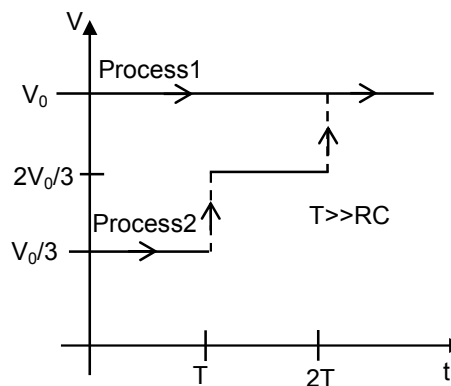 V
Process1
V₀
2V₀/3
T>>RC
Process2
V₀/3
T
2T
t